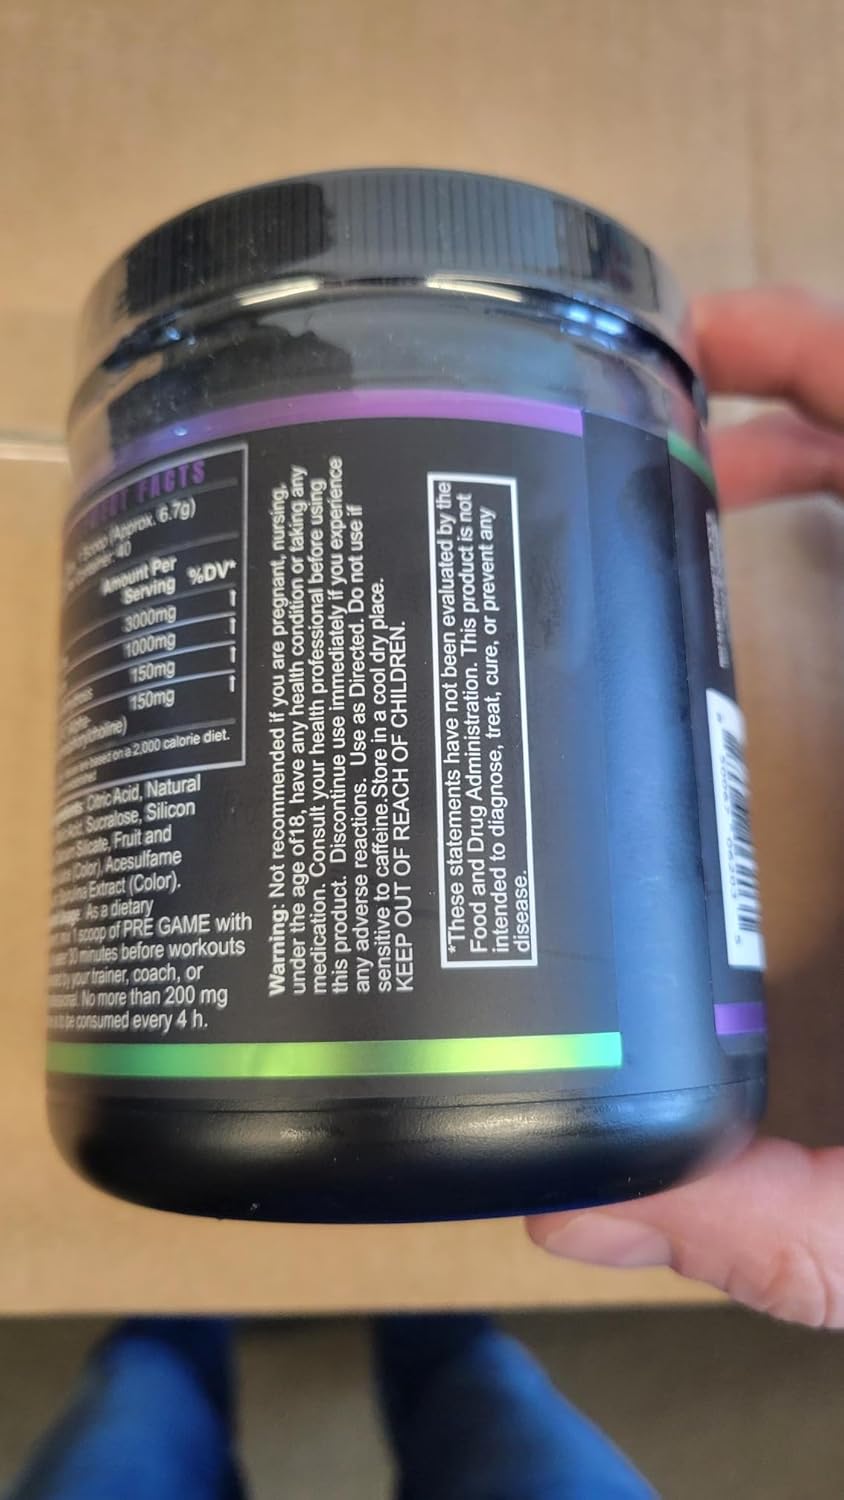 FACTS
(Approx. 6.7g)
40
Amount Per
Serving %DV*
3000mg
1000mg
150mg
150mg
based on a 2,000 calorie diet.
Citric Acid, Natural
Sucralose, Silicon
Silicate, Fruit and
(Color), Acesulfame
Extract (Color).
As a dietary
1 scoop of PRE GAME with
30 minutes before workouts
by your trainer, coach, or
No more than 200 mg
to be consumed every 4 h.
Warning: Not recommended if you are pregnant, nursing,
under the age of18, have any health condition or taking any
medication. Consult your health professional before using
this product. Discontinue use immediately if you experience
any adverse reactions. Use as Directed. Do not use if
sensitive to caffeine.Store in a cool dry place.
KEEP OUT OF REACH OF CHILDREN.
*These statements have not been evaluated by the
Food and Drug Administration. This product is not
intended to diagnose, treat, cure, or prevent any
disease.